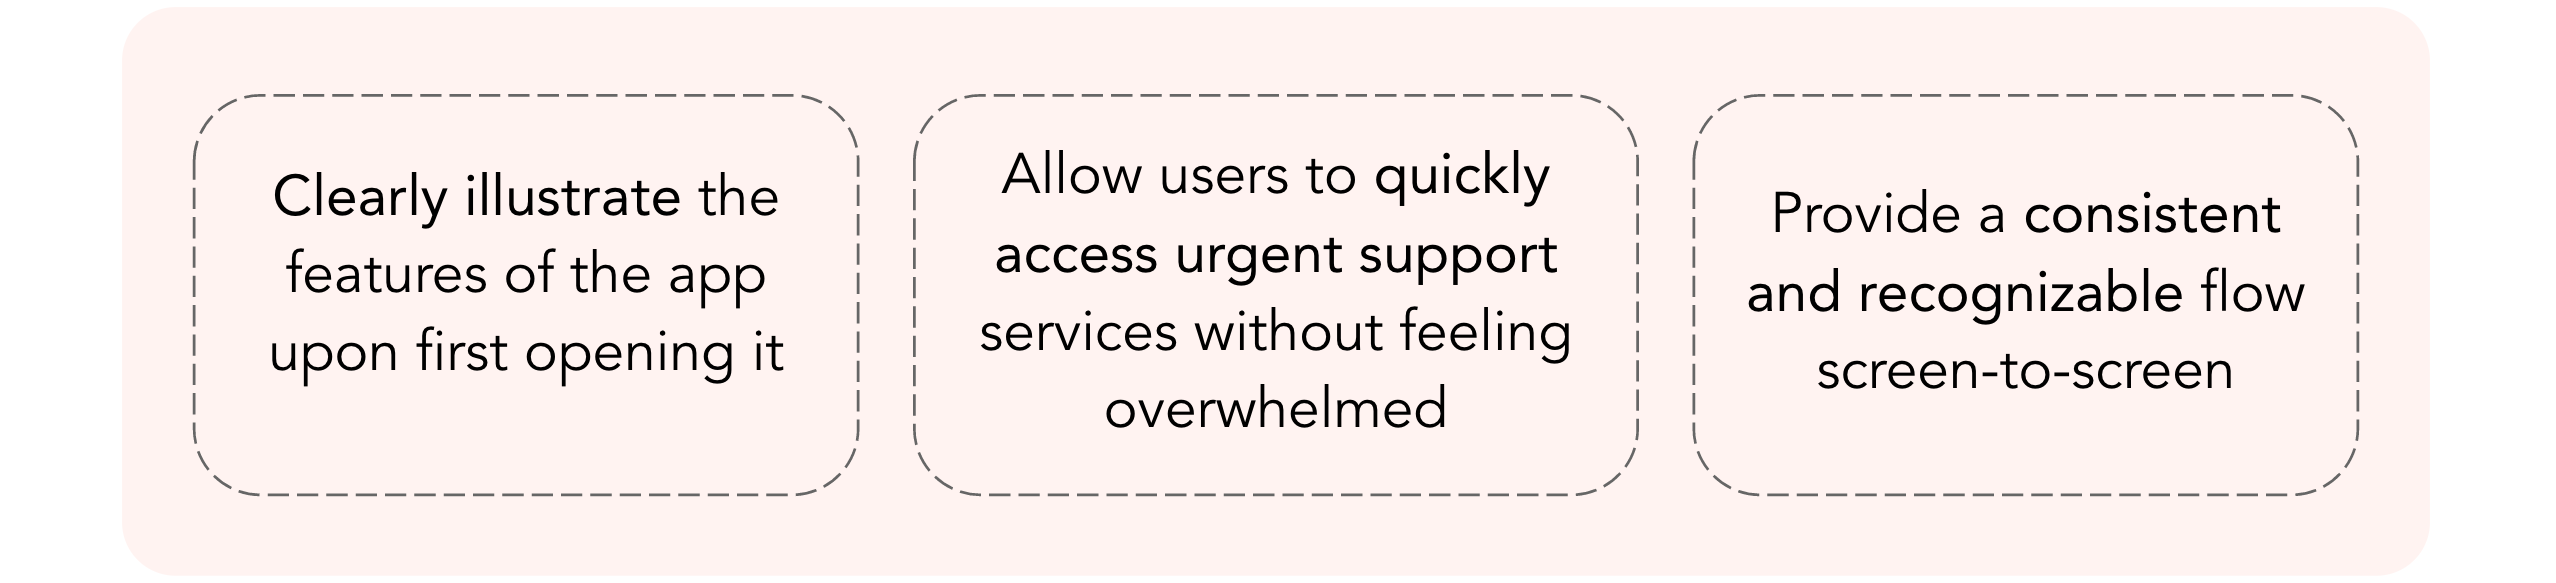 Clearly illustrate the
features of the app
upon first opening it
Allow users to quickly
access urgent support
services without feeling
overwhelmed
Provide a consistent
and recognizable flow
screen-to-screen